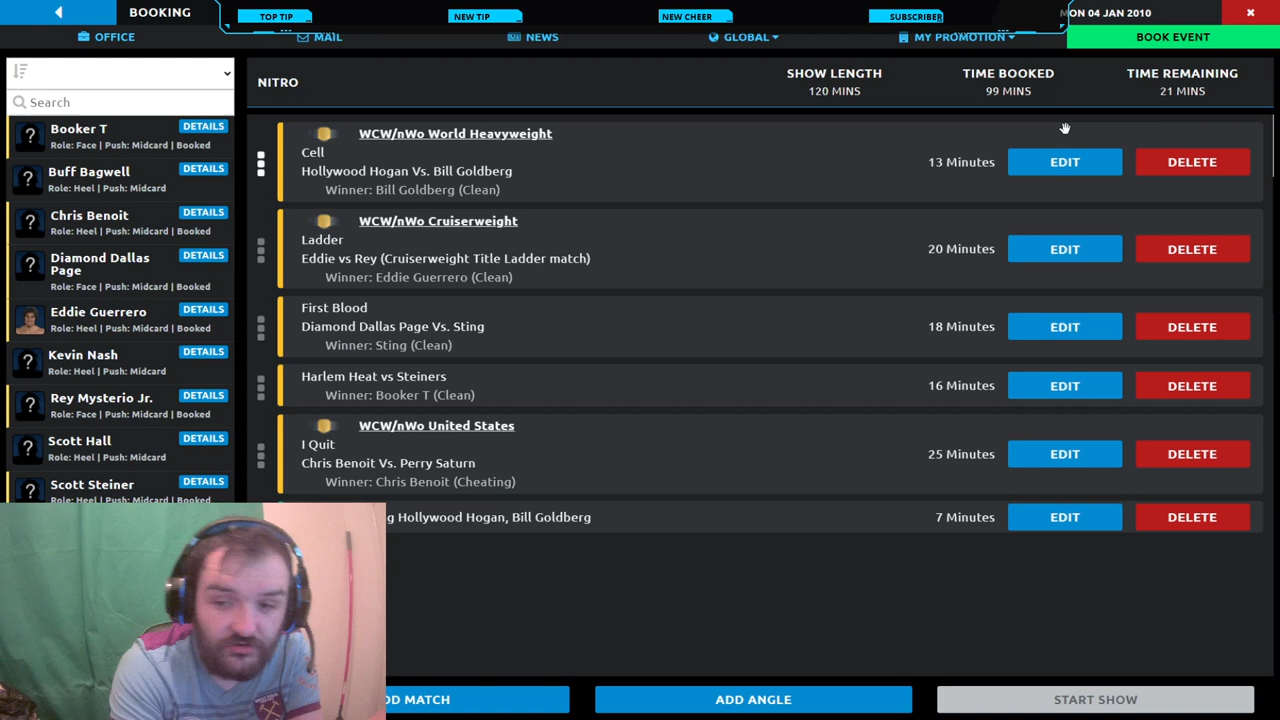 BOOKING
TOP TIP
NEW TIP
NEW CHEER
SUBSCRIBER
MON 04 JAN 2010
OFFICE
MAIL
NEWS
GLOBAL
MY PROMOTION
BOOK EVENT
Search
Booker T
DETAILS
Role: Face | Push: Midcard | Booked
Buff Bagwell
DETAILS
Role: Heel | Push: Midcard
Chris Benoit
DETAILS
Role: Heel | Push: Midcard | Booked
Diamond Dallas
Page
DETAILS
Role: Face | Push: Midcard | Booked
Eddie Guerrero
DETAILS
Role: Heel | Push: Midcard | Booked
Kevin Nash
DETAILS
Role: Heel | Push: Midcard
Rey Mysterio Jr.
DETAILS
Role: Face | Push: Midcard | Booked
Scott Hall
DETAILS
Role: Heel | Push: Midcard
Scott Steiner
DETAILS
Role: Heel | Push: Midcard | Booked
NITRO
SHOW LENGTH
120 MINS
TIME BOOKED
99 MINS
TIME REMAINING
21 MINS
WCW/nWo World Heavyweight
Cell
Hollywood Hogan Vs. Bill Goldberg
Winner: Bill Goldberg (Clean)
13 Minutes
EDIT
DELETE
WCW/nWo Cruiserweight
Ladder
Eddie vs Rey (Cruiserweight Title Ladder match)
Winner: Eddie Guerrero (Clean)
20 Minutes
EDIT
DELETE
First Blood
Diamond Dallas Page Vs. Sting
Winner: Sting (Clean)
18 Minutes
EDIT
DELETE
Harlem Heat vs Steiners
Winner: Booker T (Clean)
16 Minutes
EDIT
DELETE
WCW/nWo United States
I Quit
Chris Benoit Vs. Perry Saturn
Winner: Chris Benoit (Cheating)
25 Minutes
EDIT
DELETE
g Hollywood Hogan, Bill Goldberg
7 Minutes
EDIT
DELETE
DD MATCH
ADD ANGLE
START SHOW